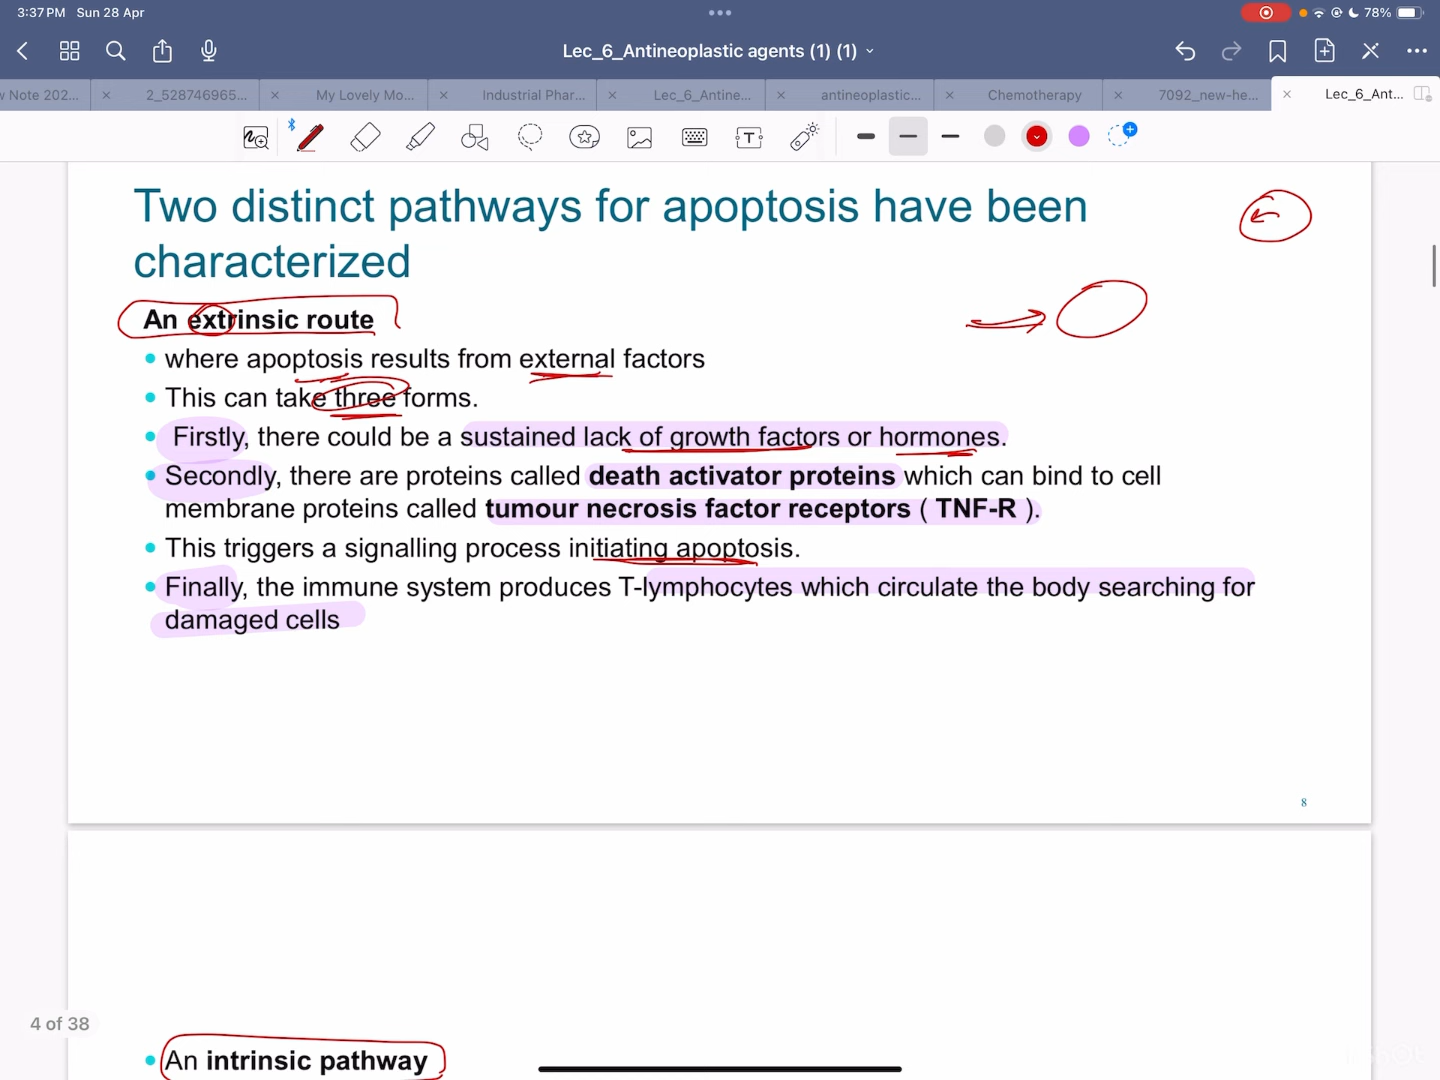 3:37PM Sun 28 Apr
78%
Lec_6_Antineoplastic agents (1) (1)
w Note 202...
2_528746965...
My Lovely Mo...
Industrial Phar...
Lec_6_Antine...
antineoplastic...
Chemotherapy
7092_new-he...
Lec_6_Ant...
Two distinct pathways for apoptosis have been
characterized
An extrinsic route
• where apoptosis results from external factors
• This can take three forms.
• Firstly, there could be a sustained lack of growth factors or hormones.
• Secondly, there are proteins called death activator proteins which can bind to cell
membrane proteins called tumour necrosis factor receptors ( TNF-R ).
• This triggers a signalling process initiating apoptosis.
• Finally, the immune system produces T-lymphocytes which circulate the body searching for
damaged cells
8
4 of 38
• An intrinsic pathway